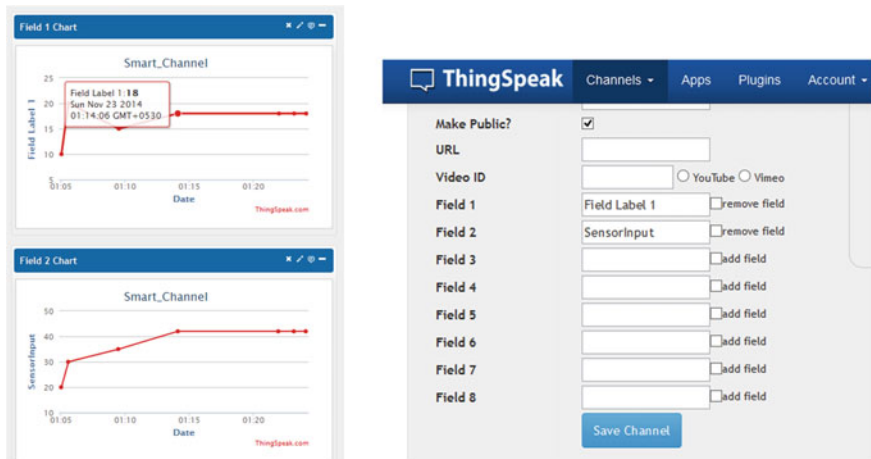 Field 1 Chart
Smart_Channel
25
20
15
10
5
Field Label 1
Field Label 1:18
Sun Nov 23 2014
01:14:06 GMT+0530
01:05 01:10 01:15 01:20
Date
ThingSpeak.com
Field 2 Chart
Smart_Channel
50
40
30
20
10
SensorInput
01:05 01:10 01:15 01:20
Date
ThingSpeak.com
ThingSpeak Channels Apps Plugins Account
Make Public?
URL
Video ID YouTube Vimeo
Field 1 Field Label 1 remove field
Field 2 SensorInput remove field
Field 3 add field
Field 4 add field
Field 5 add field
Field 6 add field
Field 7 add field
Field 8 add field
Save Channel